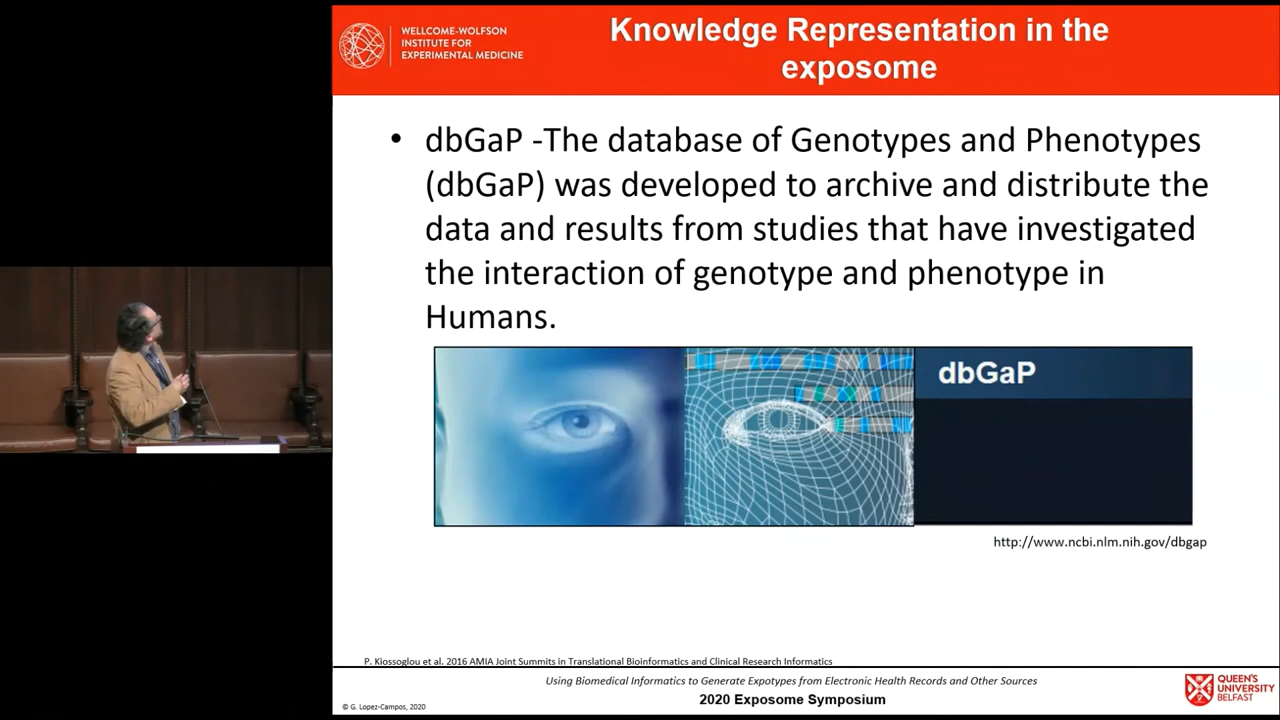 WELLCOME-WOLFSON
INSTITUTE FOR
EXPERIMENTAL MEDICINE
Knowledge Representation in the
exposome
• dbGaP -The database of Genotypes and Phenotypes
(dbGaP) was developed to archive and distribute the
data and results from studies that have investigated
the interaction of genotype and phenotype in
Humans.
dbGaP
http://www.ncbi.nlm.nih.gov/dbgap
P. Kiossoglou et al. 2016 AMIA Joint Summits in Translational Bioinformatics and Clinical Research Informatics
Using Biomedical Informatics to Generate Expotypes from Electronic Health Records and Other Sources
2020 Exposome Symposium
© G. Lopez-Campos, 2020
QUEEN'S
UNIVERSITY
BELFAST